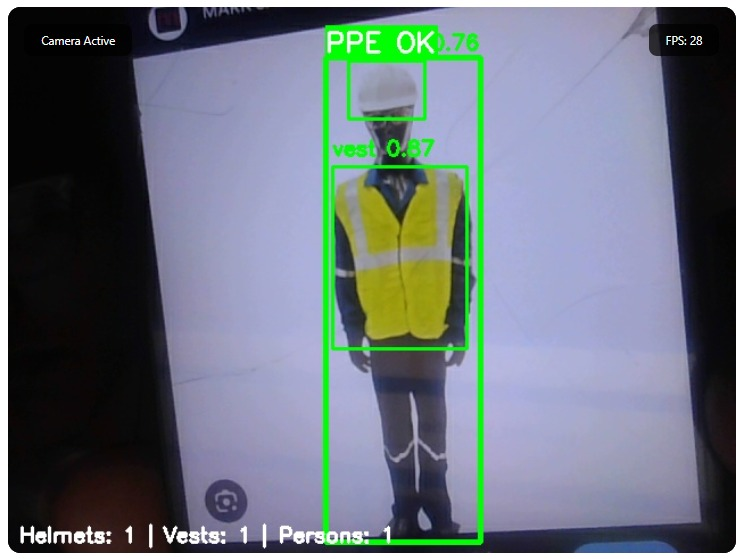 Camera Active
PPE OK 0.76
FPS: 28
vest 0.87
Helmets: 1 | Vests: 1 | Persons: 1